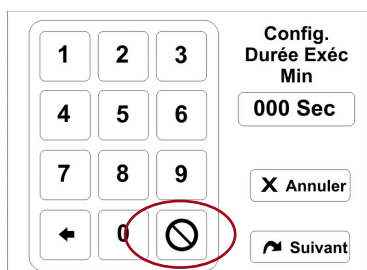 1 2 3
4 5 6
7 8 9
0
Config.
Durée Exéc
Min
000 Sec
X Annuler
Suivant